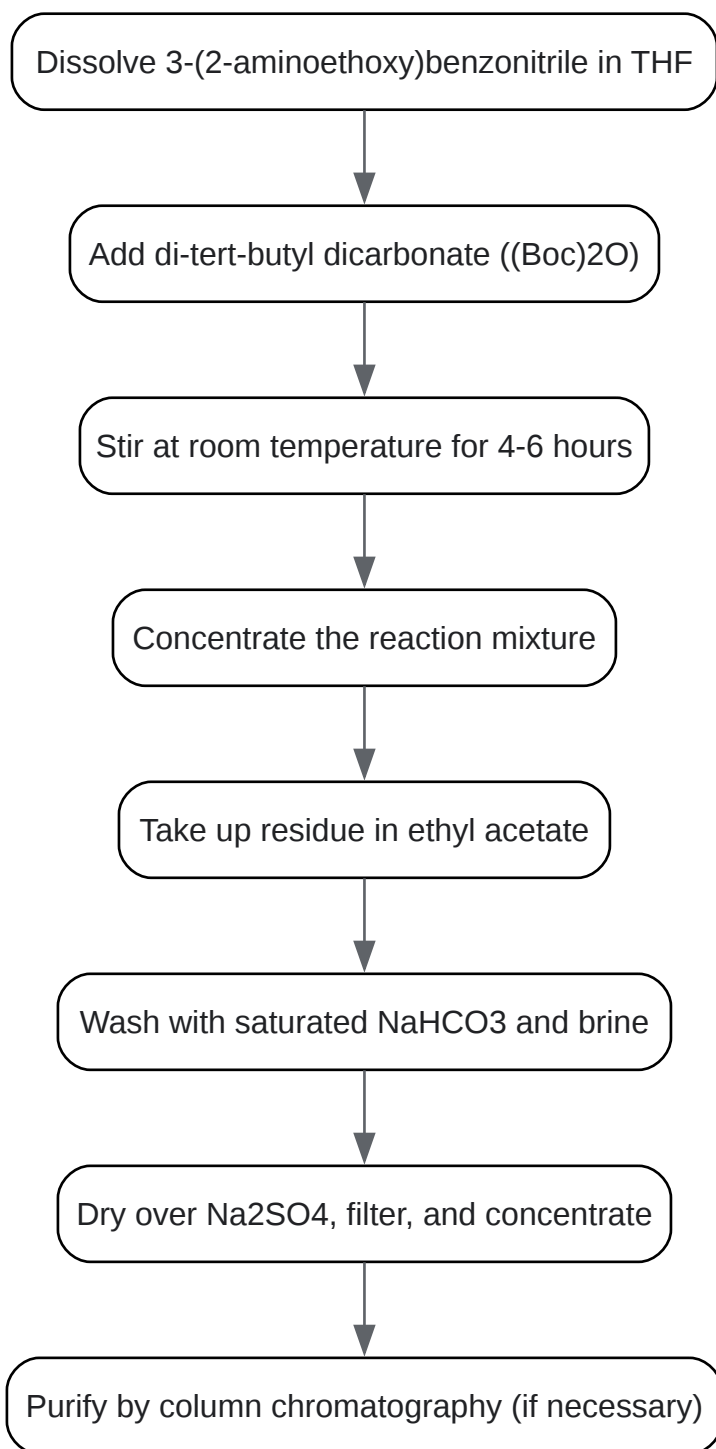 Dissolve 3-(2-aminoethoxy)benzonitrile in THF
Add di-tert-butyl dicarbonate ((Boc)2O)
Stir at room temperature for 4-6 hours
Concentrate the reaction mixture
Take up residue in ethyl acetate
Wash with saturated NaHCO3 and brine
Dry over Na2SO4, filter, and concentrate
Purify by column chromatography (if necessary)